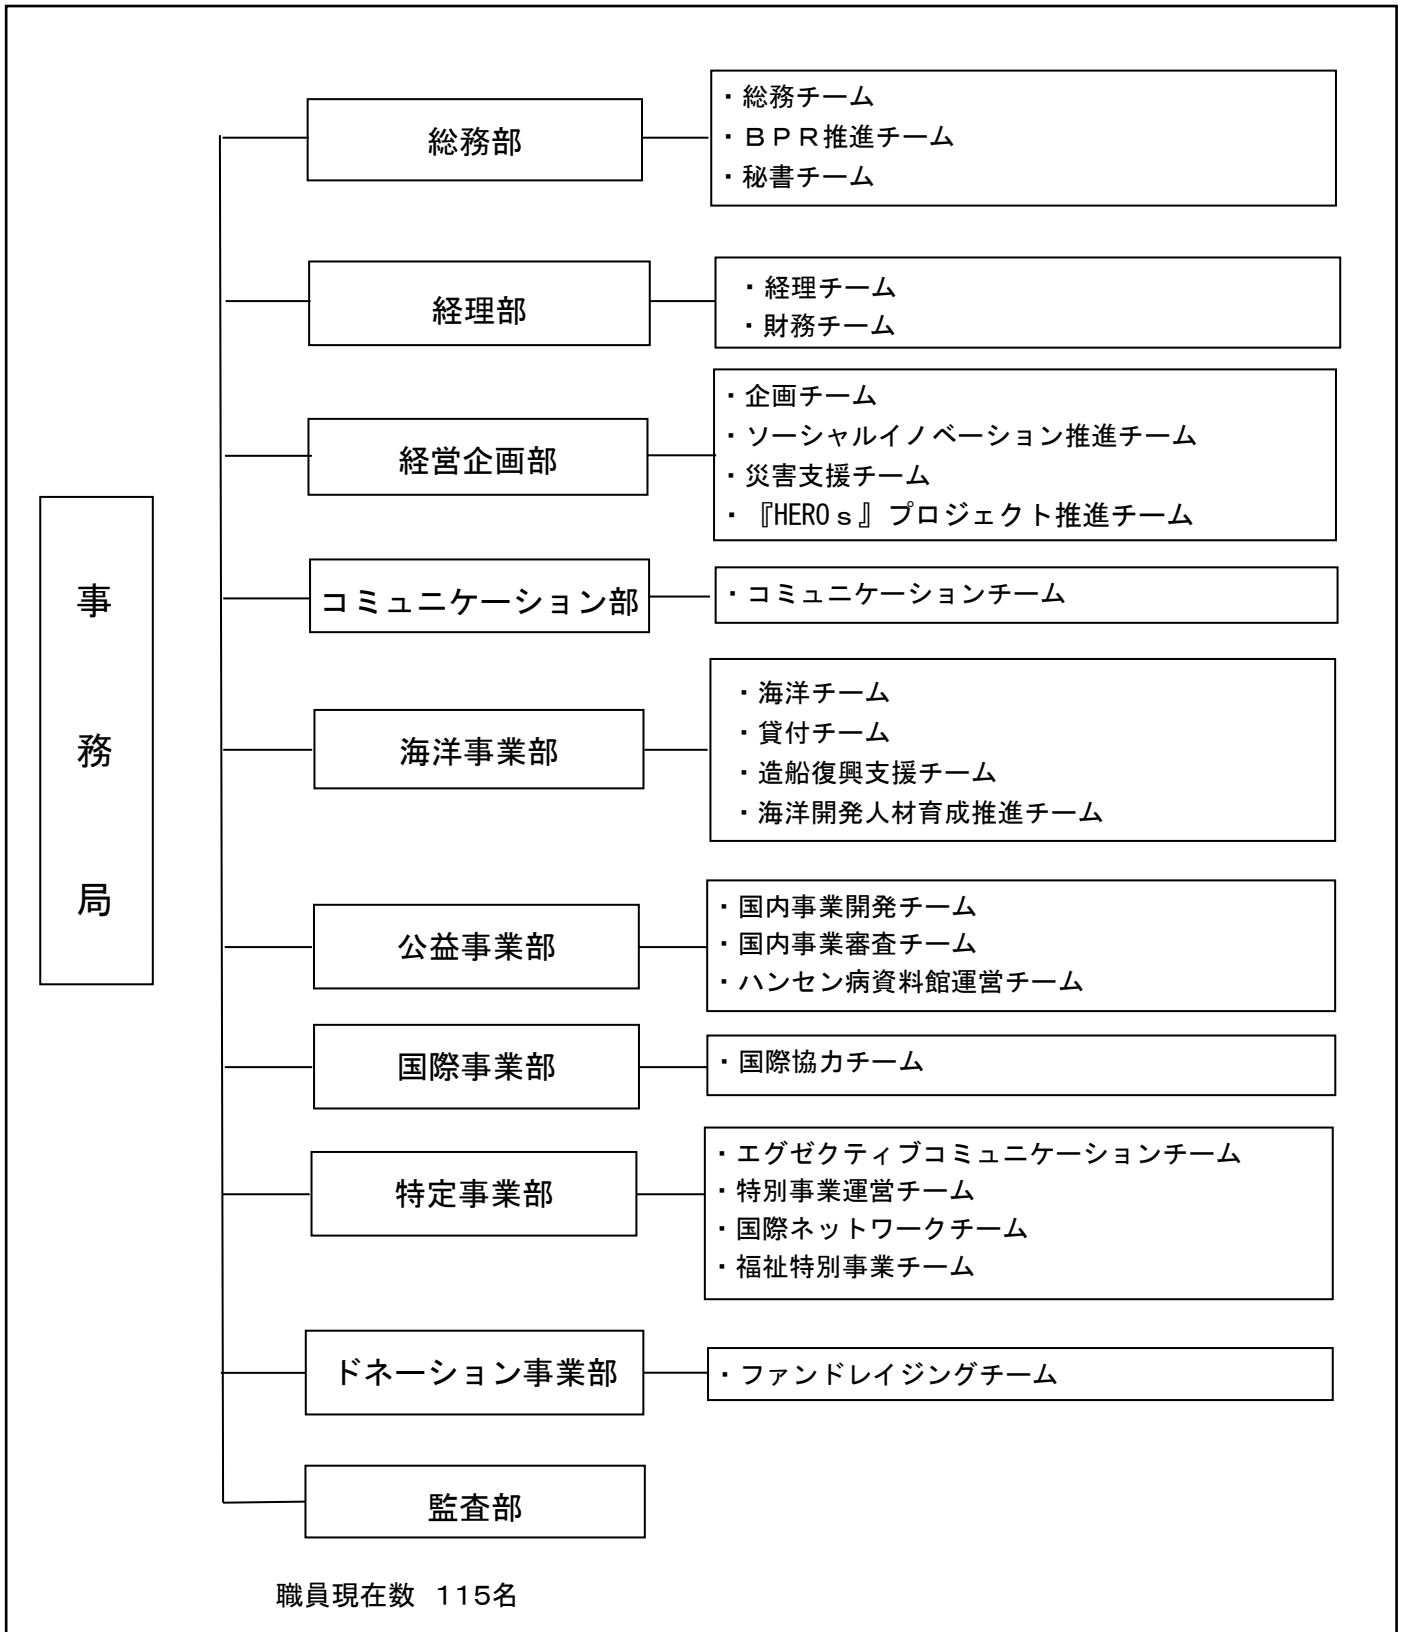 事務局
総務部
・総務チーム
・ＢＰＲ推進チーム
・秘書チーム
経理部
・経理チーム
・財務チーム
経営企画部
・企画チーム
・ソーシャルイノベーション推進チーム
・災害支援チーム
・『HEROｓ』プロジェクト推進チーム
コミュニケーション部
・コミュニケーションチーム
海洋事業部
・海洋チーム
・貸付チーム
・造船復興支援チーム
・海洋開発人材育成推進チーム
公益事業部
・国内事業開発チーム
・国内事業審査チーム
・ハンセン病資料館運営チーム
国際事業部
・国際協力チーム
特定事業部
・エグゼクティブコミュニケーションチーム
・特別事業運営チーム
・国際ネットワークチーム
・福祉特別事業チーム
ドネーション事業部
・ファンドレイジングチーム
監査部
職員現在数　115名